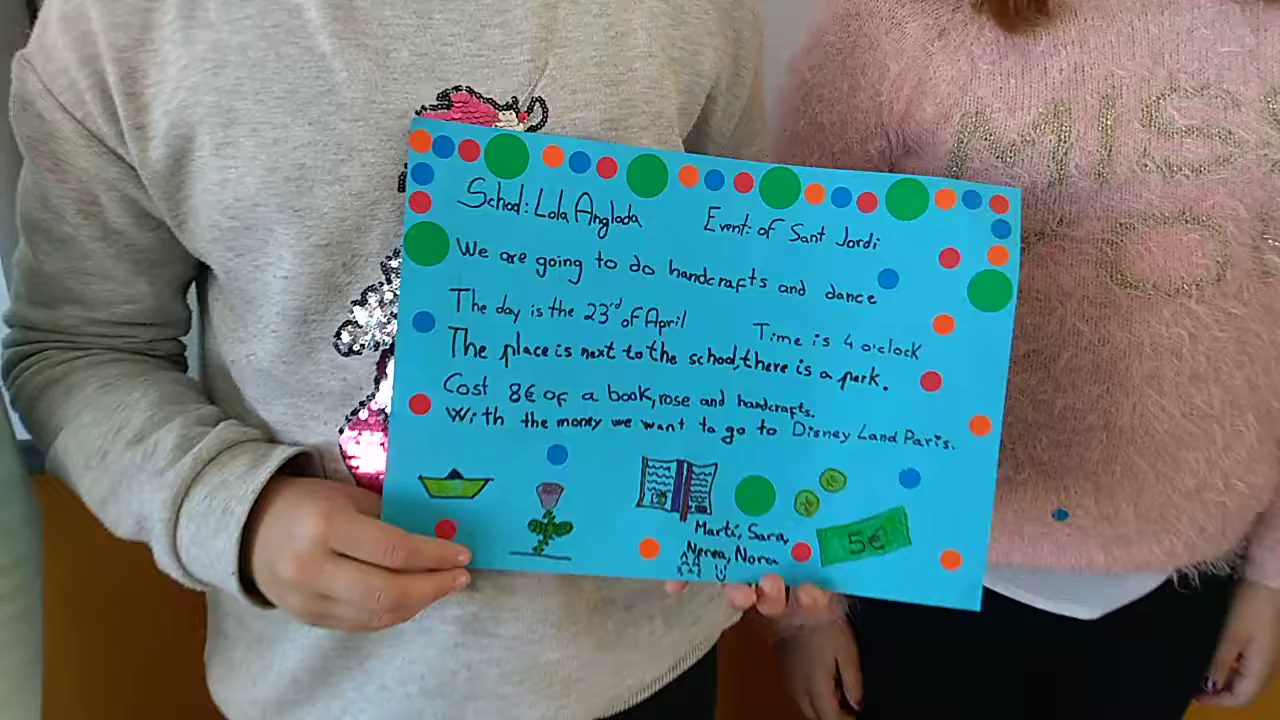 School: Lola Anglada
Event: of Sant Jordi
We are going to do handcrafts and dance
The day is the 23rd of April
Time is 4 o'clock
The place is next to the school, there is a park.
Cost 8€ of a book, rose and handcrafts.
With the money we want to go to Disney Land Paris.
Martí, Sara,
Nerea, Nora
5€
MISS